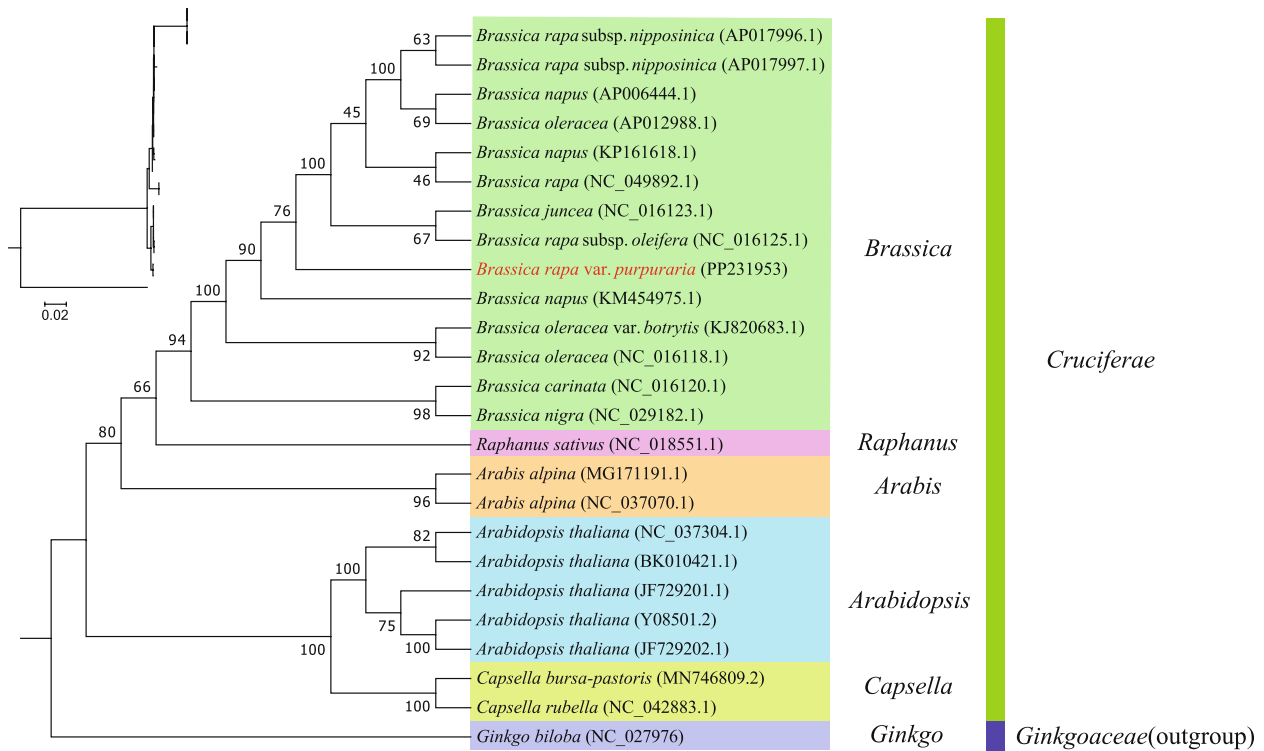 63
Brassica rapa subsp. nipposinica (AP017996.1)
100
Brassica rapa subsp. nipposinica (AP017997.1)
Brassica napus (AP006444.1)
45
69
Brassica oleracea (AP012988.1)
100
Brassica napus (KP161618.1)
46
Brassica rapa (NC_049892.1)
76
Brassica juncea (NC_016123.1)
67
Brassica rapa subsp. oleifera (NC_016125.1)
Brassica
90
Brassica rapa var. purpuraria (PP231953)
100
Brassica napus (KM454975.1)
0.02
Brassica oleracea var. botrytis (KJ820683.1)
94
92
Brassica oleracea (NC_016118.1)
Cruciferae
66
Brassica carinata (NC_016120.1)
98
Brassica nigra (NC_029182.1)
80
Raphanus sativus (NC_018551.1)
Raphanus
Arabis alpina (MG171191.1)
Arabis
96
Arabis alpina (NC_037070.1)
82
Arabidopsis thaliana (NC_037304.1)
Arabidopsis thaliana (BK010421.1)
100
Arabidopsis thaliana (JF729201.1)
Arabidopsis
75
Arabidopsis thaliana (Y08501.2)
100
100
Arabidopsis thaliana (JF729202.1)
Capsella bursa-pastoris (MN746809.2)
Capsella
100
Capsella rubella (NC_042883.1)
Ginkgo biloba (NC_027976)
Ginkgo
Ginkgoaceae(outgroup)